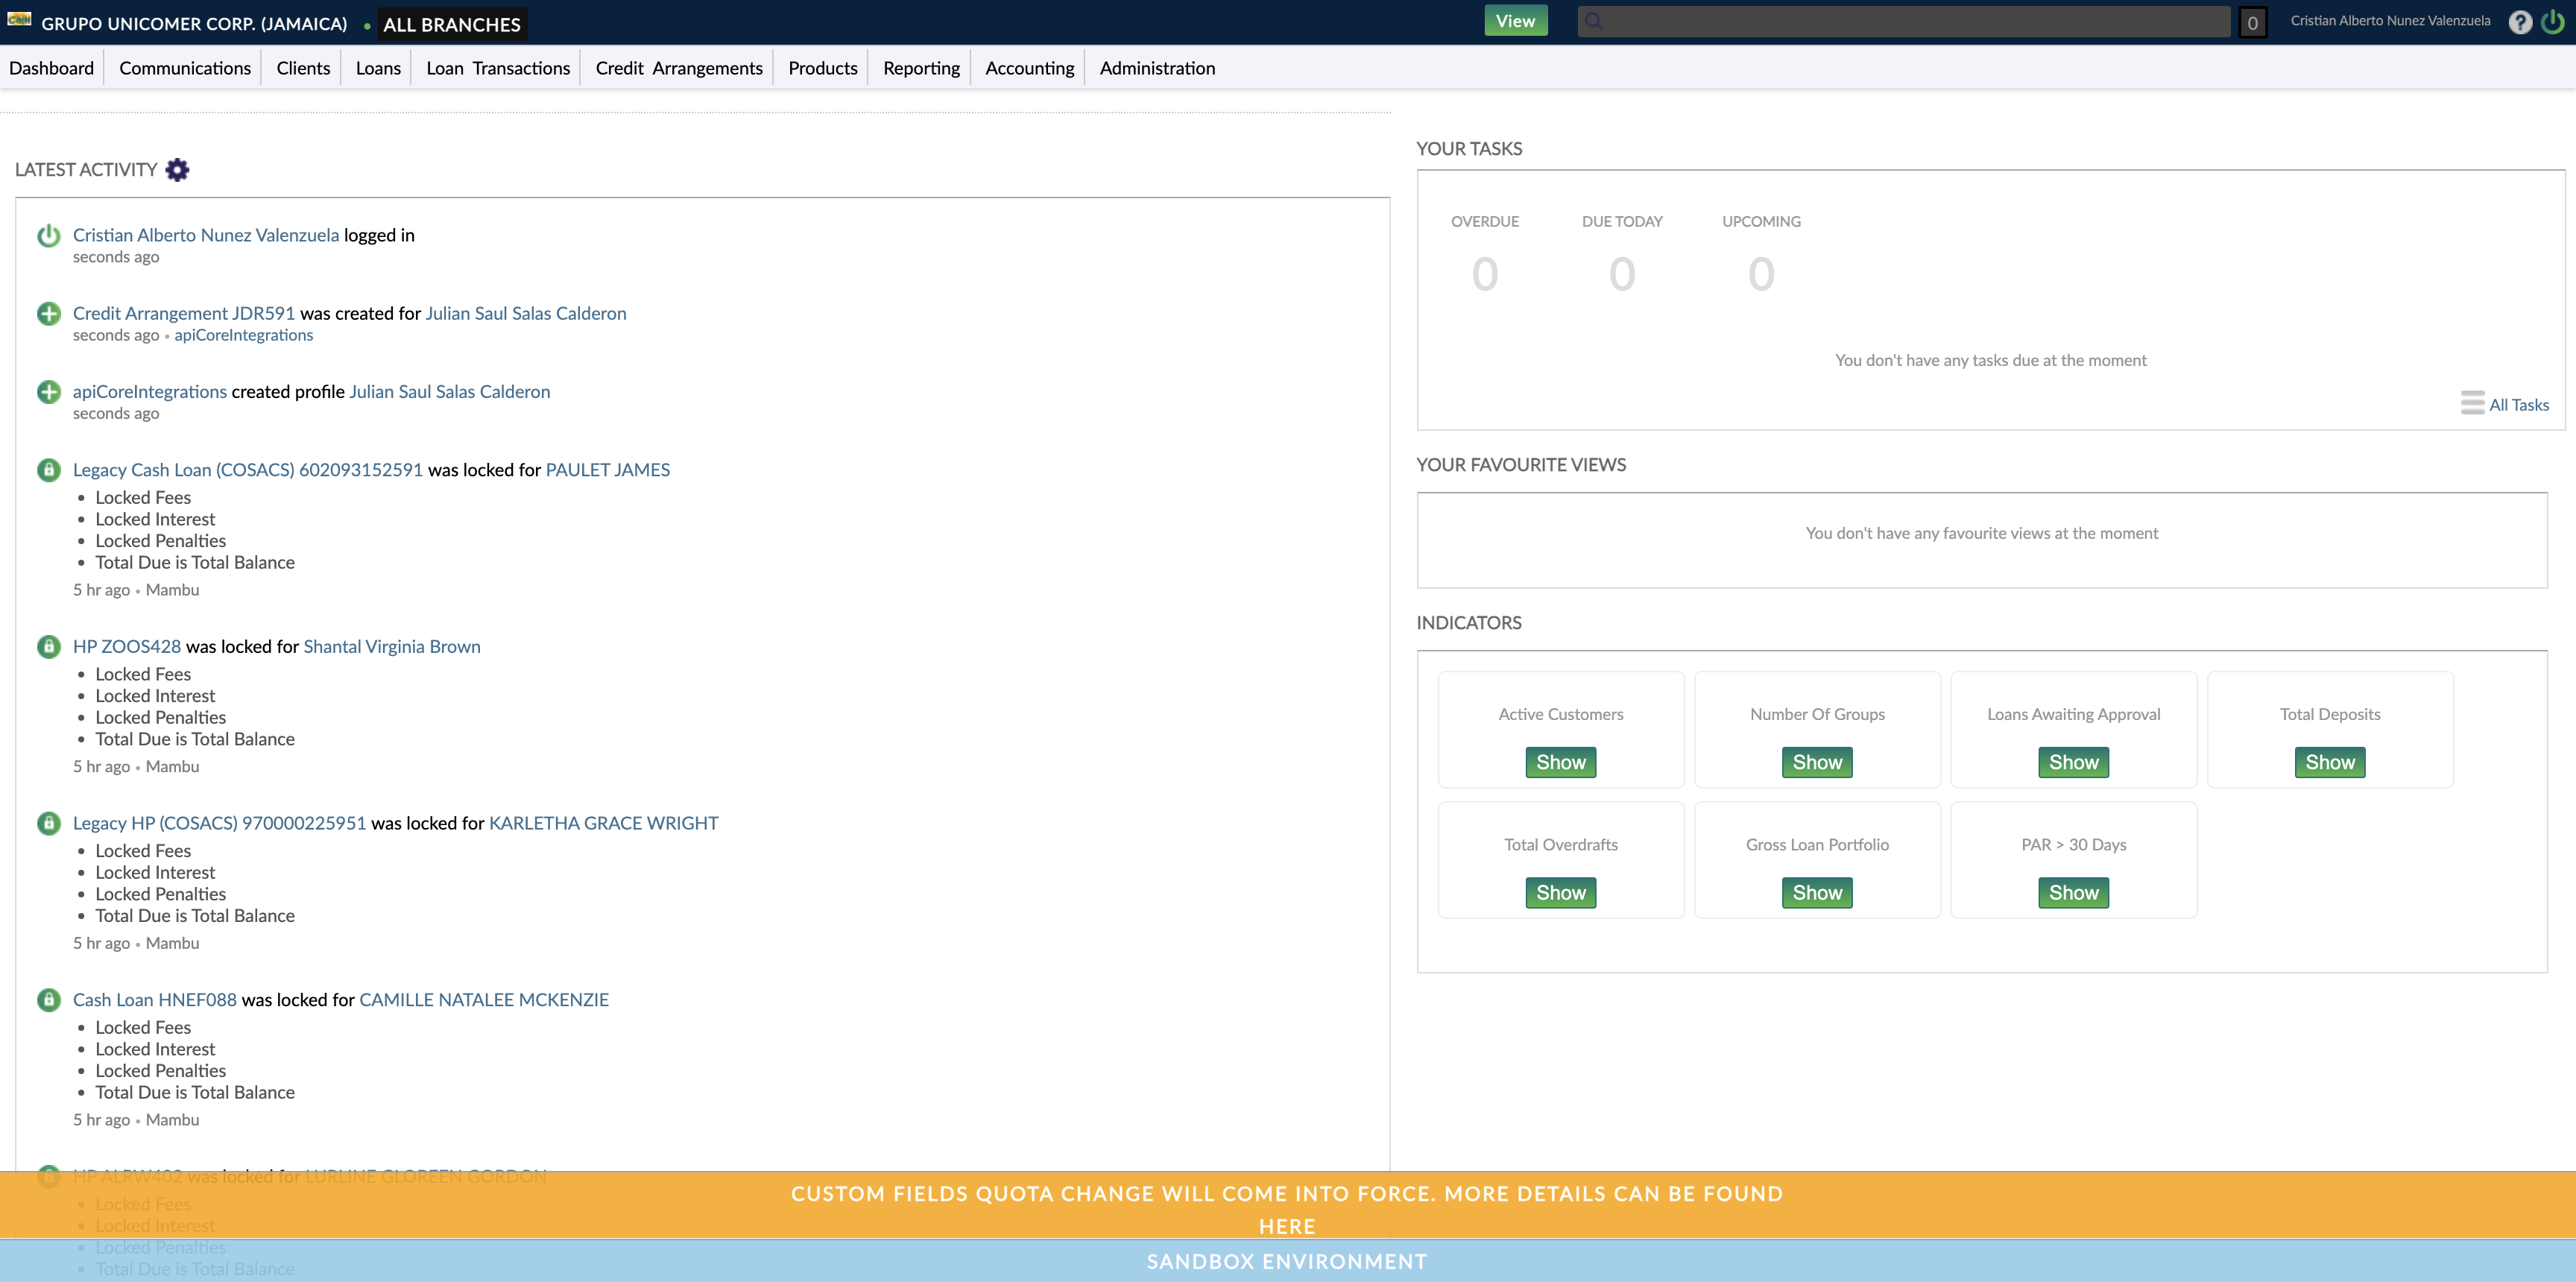 GRUPO UNICOMER CORP. (JAMAICA) • ALL BRANCHES
View
0
Cristian Alberto Nunez Valenzuela
?
Dashboard
Communications
Clients
Loans
Loan Transactions
Credit Arrangements
Products
Reporting
Accounting
Administration
LATEST ACTIVITY
Cristian Alberto Nunez Valenzuela logged in
seconds ago
Credit Arrangement JDR591 was created for Julian Saul Salas Calderon
seconds ago • apiCoreIntegrations
apiCoreIntegrations created profile Julian Saul Salas Calderon
seconds ago
Legacy Cash Loan (COSACS) 602093152591 was locked for PAULET JAMES
• Locked Fees
• Locked Interest
• Locked Penalties
• Total Due is Total Balance
5 hr ago • Mambu
HP ZOOS428 was locked for Shantal Virginia Brown
• Locked Fees
• Locked Interest
• Locked Penalties
• Total Due is Total Balance
5 hr ago • Mambu
Legacy HP (COSACS) 970000225951 was locked for KARLETHA GRACE WRIGHT
• Locked Fees
• Locked Interest
• Locked Penalties
• Total Due is Total Balance
5 hr ago • Mambu
Cash Loan HNEF088 was locked for CAMILLE NATALEE MCKENZIE
• Locked Fees
• Locked Interest
• Locked Penalties
• Total Due is Total Balance
5 hr ago • Mambu
HP ALRW402 was locked for LURLINE GLOREEN GORDON
• Locked Fees
• Locked Interest
• Locked Penalties
• Total Due is Total Balance
YOUR TASKS
OVERDUE
DUE TODAY
UPCOMING
0
0
0
You don't have any tasks due at the moment
All Tasks
YOUR FAVOURITE VIEWS
You don't have any favourite views at the moment
INDICATORS
Active Customers
Show
Number Of Groups
Show
Loans Awaiting Approval
Show
Total Deposits
Show
Total Overdrafts
Show
Gross Loan Portfolio
Show
PAR > 30 Days
Show
CUSTOM FIELDS QUOTA CHANGE WILL COME INTO FORCE. MORE DETAILS CAN BE FOUND
HERE
SANDBOX ENVIRONMENT